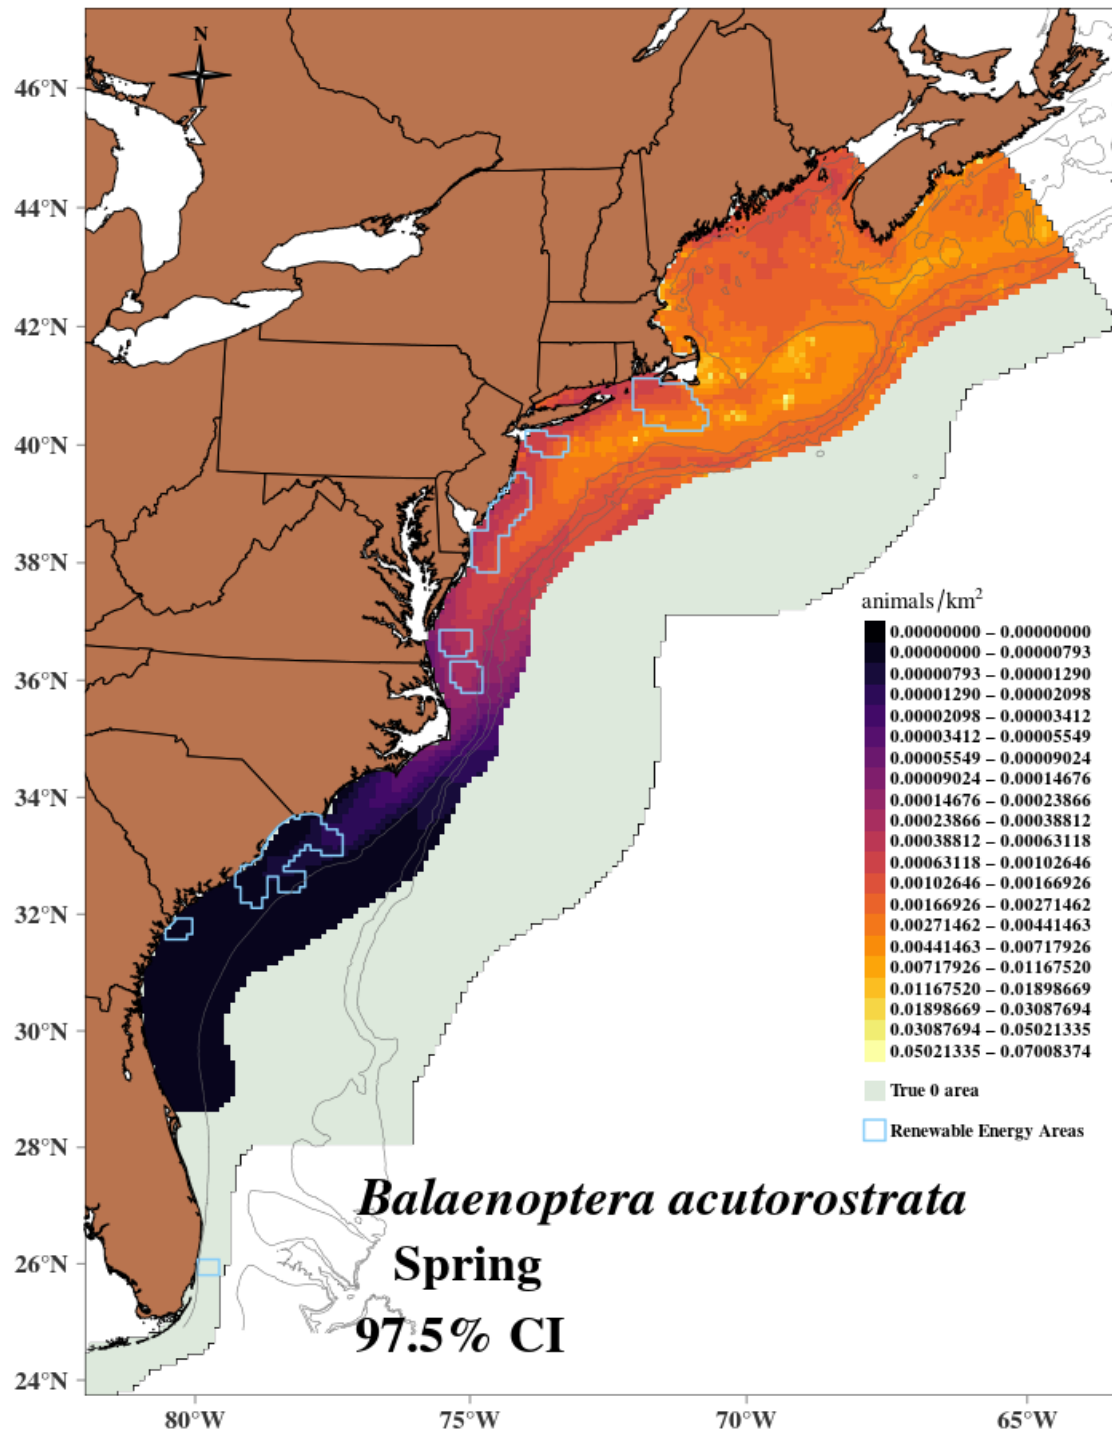 N
46°N
44°N
42°N
40°N
38°N
36°N
34°N
32°N
30°N
28°N
26°N
24°N
80°W
75°W
70°W
65°W
animals/km²
0.00000000 – 0.00000000
0.00000000 – 0.00000793
0.00000793 – 0.00001290
0.00001290 – 0.00002098
0.00002098 – 0.00003412
0.00003412 – 0.00005549
0.00005549 – 0.00009024
0.00009024 – 0.00014676
0.00014676 – 0.00023866
0.00023866 – 0.00038812
0.00038812 – 0.00063118
0.00063118 – 0.00102646
0.00102646 – 0.00166926
0.00166926 – 0.00271462
0.00271462 – 0.00441463
0.00441463 – 0.00717926
0.00717926 – 0.01167520
0.01167520 – 0.01898669
0.01898669 – 0.03087694
0.03087694 – 0.05021335
0.05021335 – 0.07008374
True 0 area
Renewable Energy Areas
Balaenoptera acutorostrata
Spring
97.5% CI